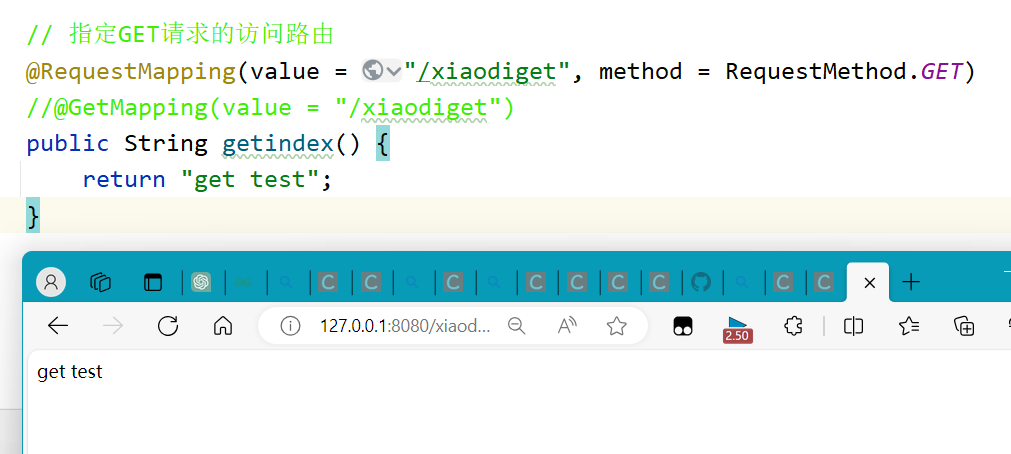 // 指定GET请求的访问路由
@RequestMapping(value = "/xiaodiget", method = RequestMethod.GET)
//@GetMapping(value = "/xiaodiget")
public String getindex() {
    return "get test";
}
127.0.0.1:8080/xiaod...
2.50
get test